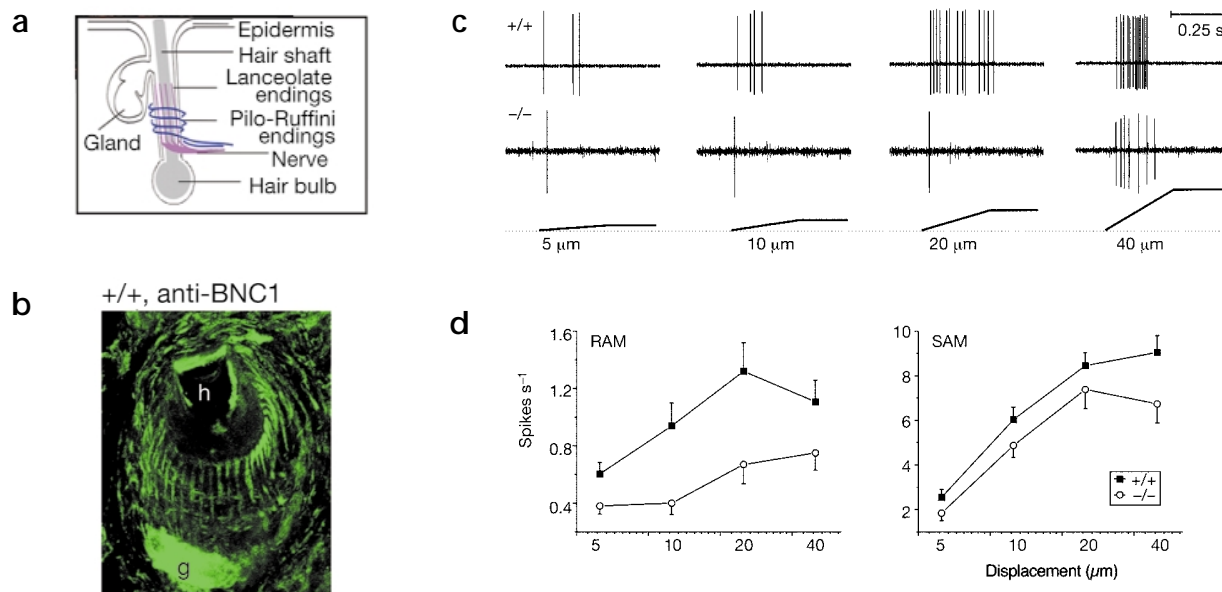 a
Epidermis
Hair shaft
Lanceolate
endings
Pilo-Ruffini
endings
Gland
Nerve
Hair bulb
b
+/+, anti-BNC1
h
g
c
+/+
0.25 s
−/−
5 µm
10 µm
20 µm
40 µm
d
RAM
Spikes s⁻¹
1.6
1.2
0.8
0.4
5
10
20
40
SAM
10
8
6
4
2
+/+
−/−
5
10
20
40
Displacement (µm)